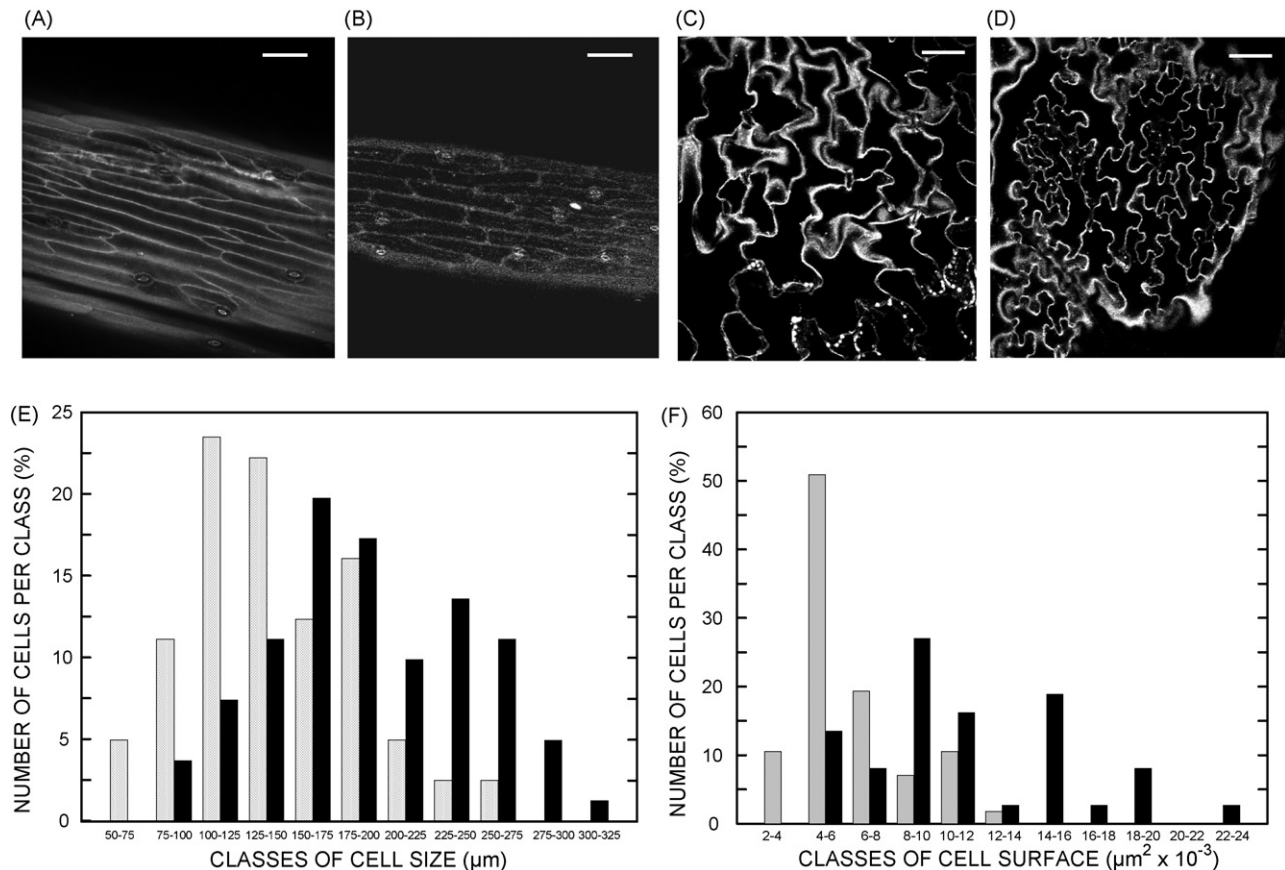 (A)
(B)
(C)
(D)
(E)
NUMBER OF CELLS PER CLASS (%)
25
20
15
10
5
0
50-75 75-100 100-125 125-150 150-175 175-200 200-225 225-250 250-275 275-300 300-325
CLASSES OF CELL SIZE (µm)
(F)
NUMBER OF CELLS PER CLASS (%)
60
50
40
30
20
10
0
2-4 4-6 6-8 8-10 10-12 12-14 14-16 16-18 18-20 20-22 22-24
CLASSES OF CELL SURFACE (µm² x 10⁻³)